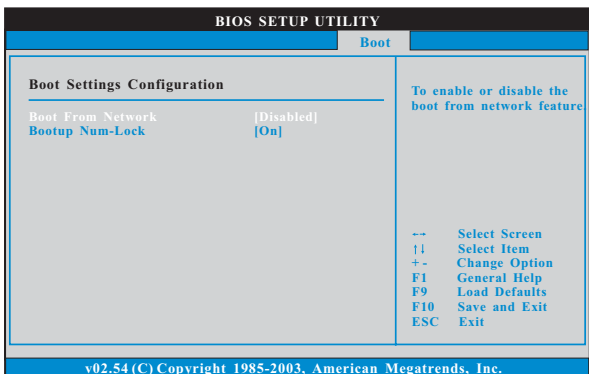 BIOS SETUP UTILITY
Boot
Boot Settings Configuration
Boot From Network [Disabled]
Bootup Num-Lock [On]
To enable or disable the
boot from network feature.
←→ Select Screen
↑↓ Select Item
+ - Change Option
F1 General Help
F9 Load Defaults
F10 Save and Exit
ESC Exit
v02.54 (C) Copyright 1985-2003, American Megatrends, Inc.